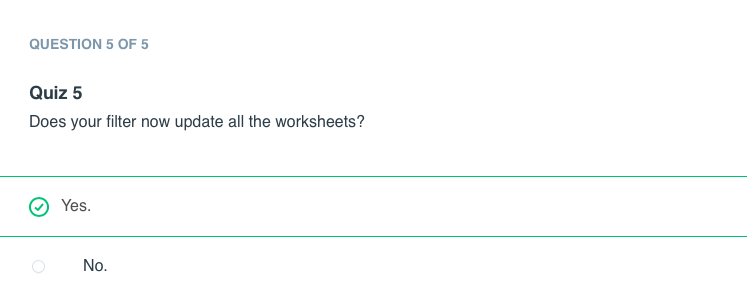 QUESTION 5 OF 5
Quiz 5
Does your filter now update all the worksheets?
Yes.
No.